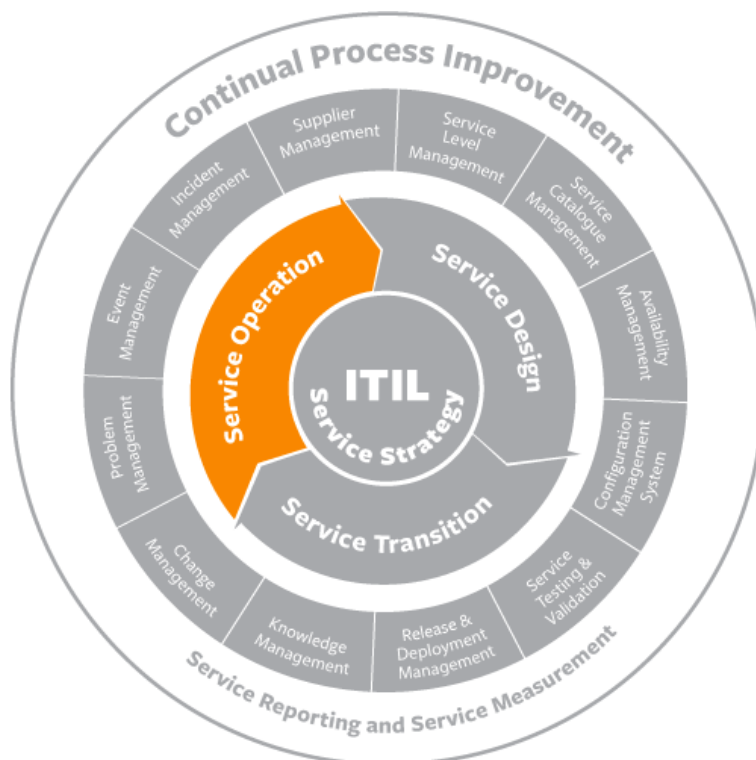 Continual Process Improvement
Supplier
Management
Service
Level
Management
Service
Catalogue
Management
Availability
Management
Configuration
Management
System
Service
Testing &
Validation
Release &
Deployment
Management
Knowledge
Management
Change
Management
Problem
Management
Event
Management
Incident
Management
Service Operation
Service Design
Service Transition
ITIL
Service Strategy
Service Reporting and Service Measurement